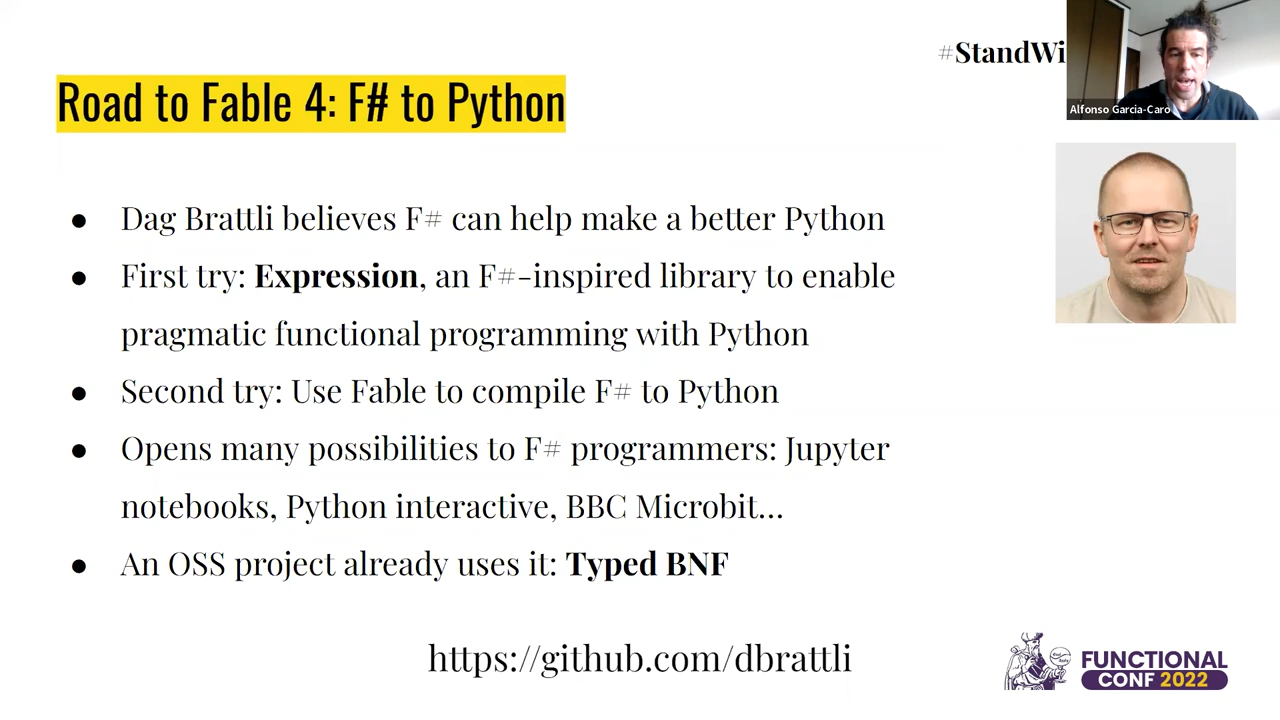 #StandWi
Alfonso Garcia-Caro
Road to Fable 4: F# to Python
● Dag Brattli believes F# can help make a better Python
● First try: Expression, an F#-inspired library to enable
pragmatic functional programming with Python
● Second try: Use Fable to compile F# to Python
● Opens many possibilities to F# programmers: Jupyter
notebooks, Python interactive, BBC Microbit...
● An OSS project already uses it: Typed BNF
https://github.com/dbrattli
FUNCTIONAL
CONF 2022